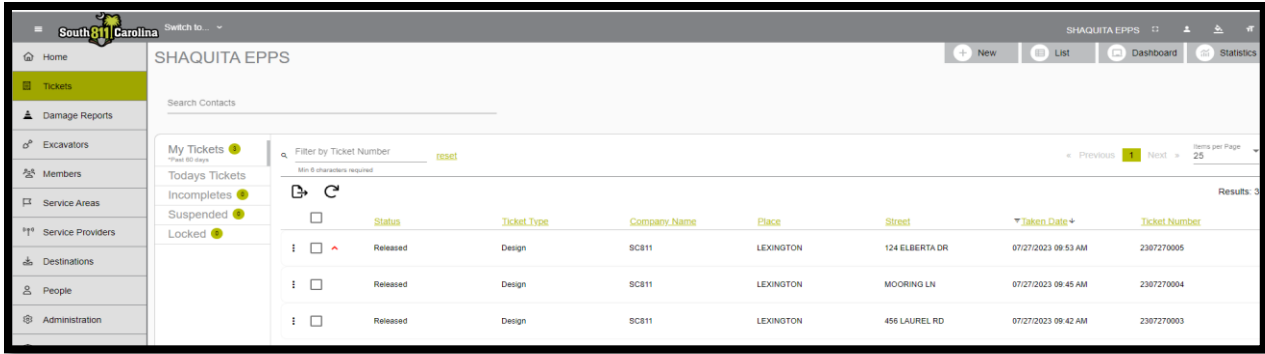 South 811 Carolina Switch to... SHAQUITA EPPS
Home
Tickets
Damage Reports
Excavators
Members
Service Areas
Service Providers
Destinations
People
Administration
SHAQUITA EPPS
New List Dashboard Statistics
Search Contacts
My Tickets 3
*Past 60 days
Todays Tickets
Incompletes 0
Suspended 0
Locked 0
Filter by Ticket Number reset
Min 6 characters required
« Previous 1 Next »
Items per Page
25
Results: 3
Status Ticket Type Company Name Place Street Taken Date Ticket Number
Released Design SC811 LEXINGTON 124 ELBERTA DR 07/27/2023 09:53 AM 2307270005
Released Design SC811 LEXINGTON MOORING LN 07/27/2023 09:45 AM 2307270004
Released Design SC811 LEXINGTON 456 LAUREL RD 07/27/2023 09:42 AM 2307270003